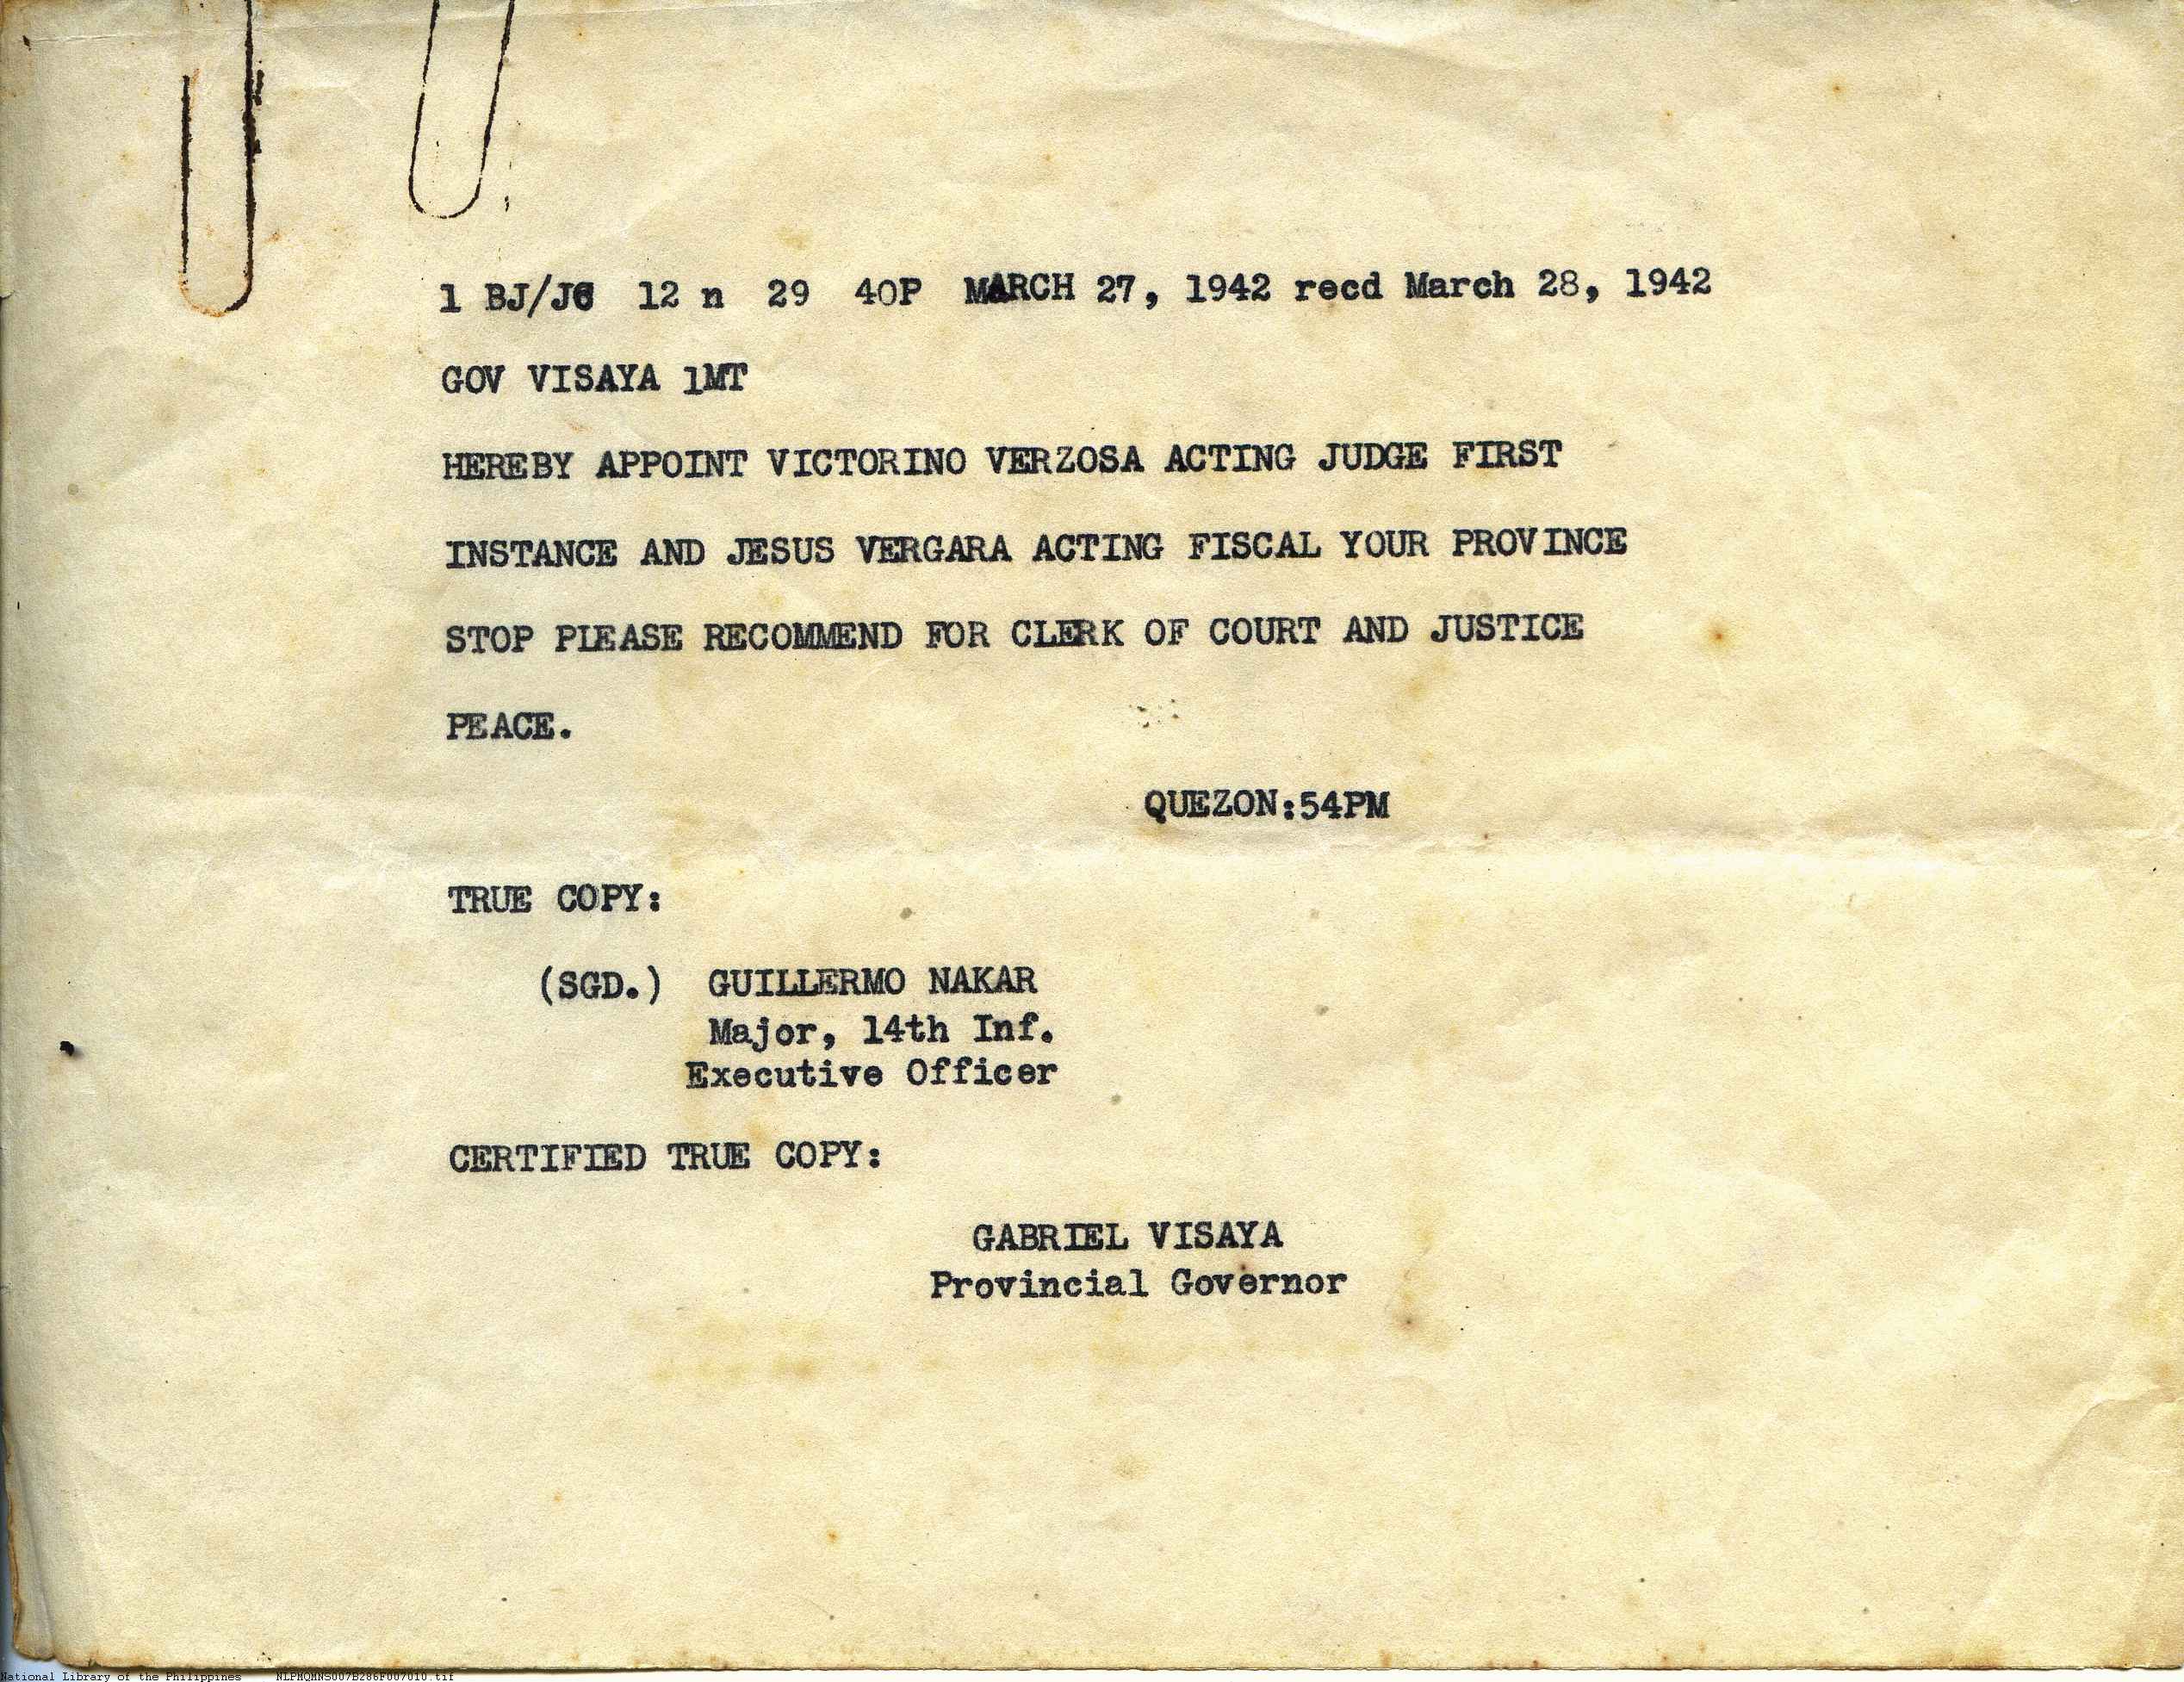 1 BJ/J6 12 n 29 40P MARCH 27, 1942 recd March 28, 1942
GOV VISAYA 1MT
HEREBY APPOINT VICTORINO VERZOSA ACTING JUDGE FIRST
INSTANCE AND JESUS VERGARA ACTING FISCAL YOUR PROVINCE
STOP PLEASE RECOMMEND FOR CLERK OF COURT AND JUSTICE
PEACE.
QUEZON:54PM
TRUE COPY:
(SGD.) GUILLERMO NAKAR
Major, 14th Inf.
Executive Officer
CERTIFIED TRUE COPY:
GABRIEL VISAYA
Provincial Governor
National Library of the Philippines NLPMQMNS007B286F007010.tif